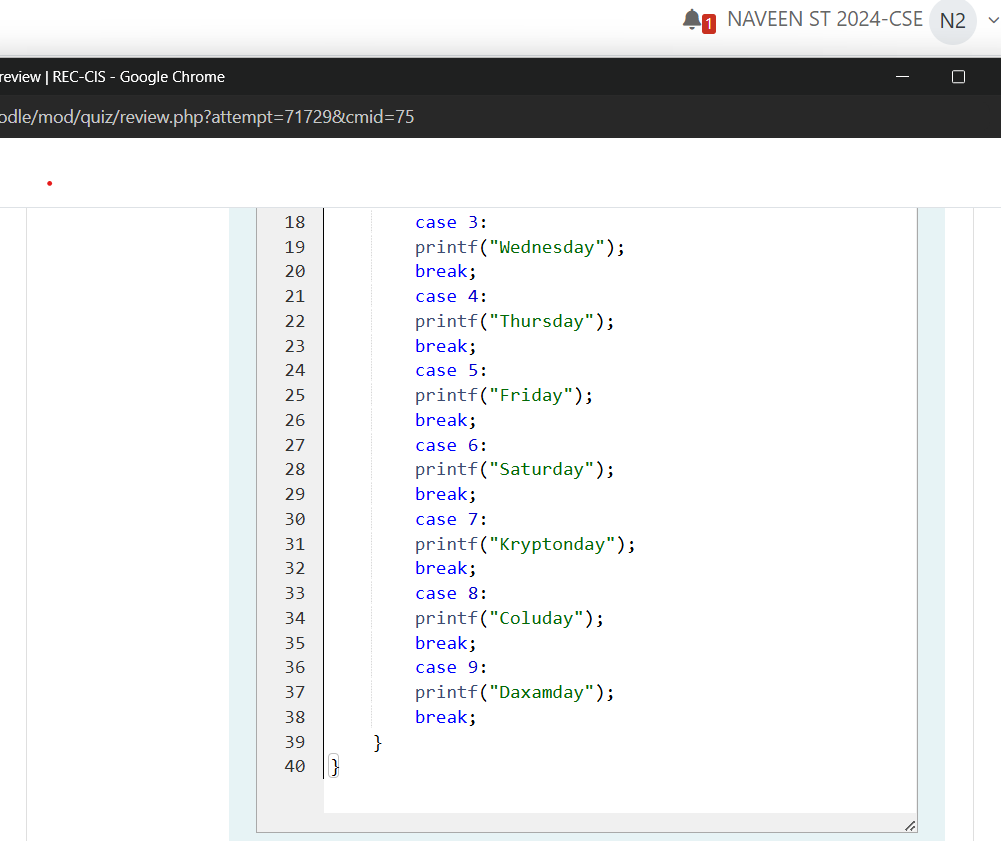 1 NAVEEN ST 2024-CSE N2
review | REC-CIS - Google Chrome
odle/mod/quiz/review.php?attempt=71729&cmid=75
18 case 3:
19 printf("Wednesday");
20 break;
21 case 4:
22 printf("Thursday");
23 break;
24 case 5:
25 printf("Friday");
26 break;
27 case 6:
28 printf("Saturday");
29 break;
30 case 7:
31 printf("Kryptonday");
32 break;
33 case 8:
34 printf("Coluday");
35 break;
36 case 9:
37 printf("Daxamday");
38 break;
39 }
40 }